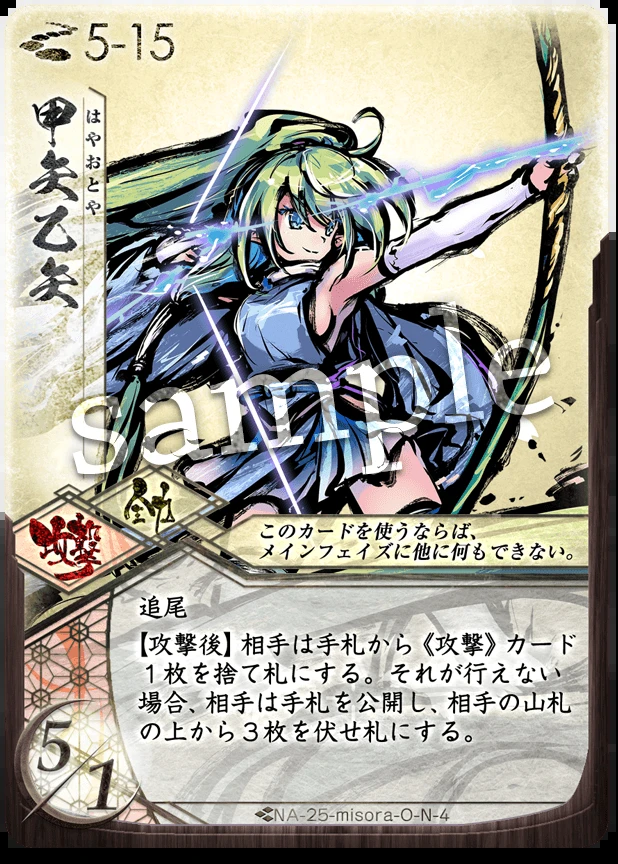 5-15
甲矢乙矢
はやおとや
sample
攻撃
全力
このカードを使うならば、
メインフェイズに他に何もできない。
追尾
【攻撃後】相手は手札から《攻撃》カード
１枚を捨て札にする。それが行えない
場合、相手は手札を公開し、相手の山札
の上から３枚を伏せ札にする。
5/1
NA-25-misora-O-N-4